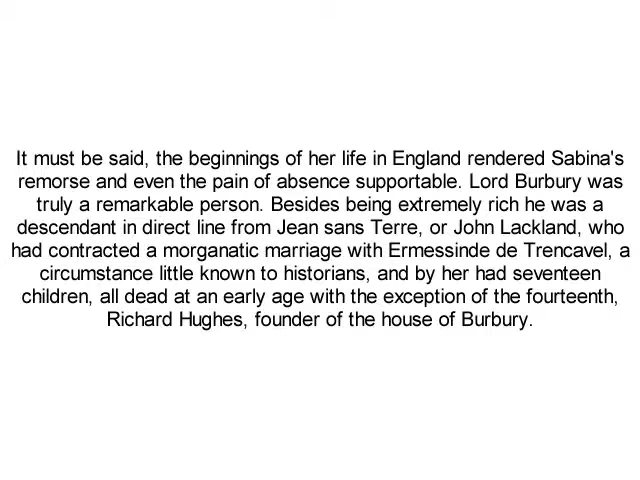 It must be said, the beginnings of her life in England rendered Sabina's
remorse and even the pain of absence supportable. Lord Burbury was
truly a remarkable person. Besides being extremely rich he was a
descendant in direct line from Jean sans Terre, or John Lackland, who
had contracted a morganatic marriage with Ermessinde de Trencavel, a
circumstance little known to historians, and by her had seventeen
children, all dead at an early age with the exception of the fourteenth,
Richard Hughes, founder of the house of Burbury.